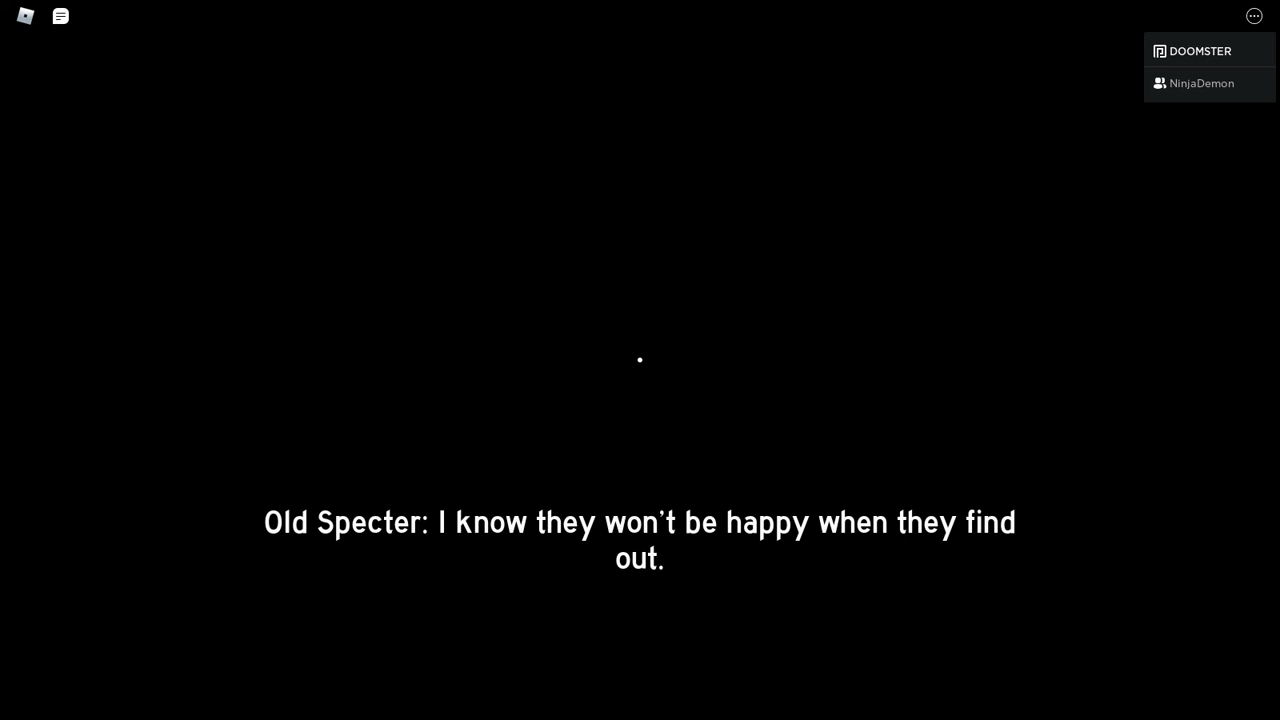 DOOMSTER
NinjaDemon
Old Specter: I know they won't be happy when they find
out.